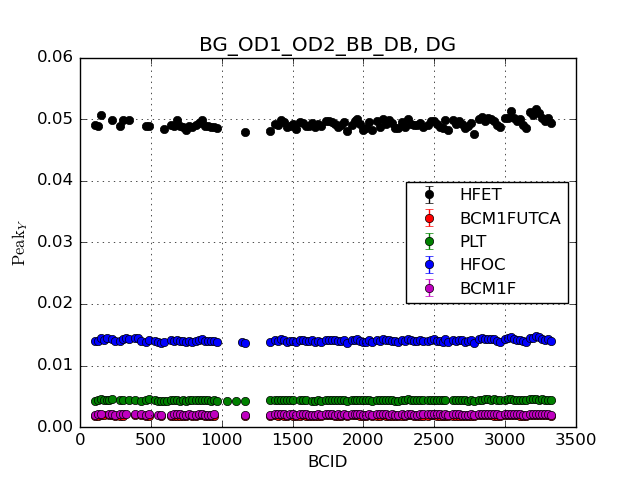 BG_OD1_OD2_BB_DB, DG
0.06
0.05
0.04
0.03
0.02
0.01
0.00
Peak_Y
HFET
BCM1FUTCA
PLT
HFOC
BCM1F
0 500 1000 1500 2000 2500 3000 3500
BCID